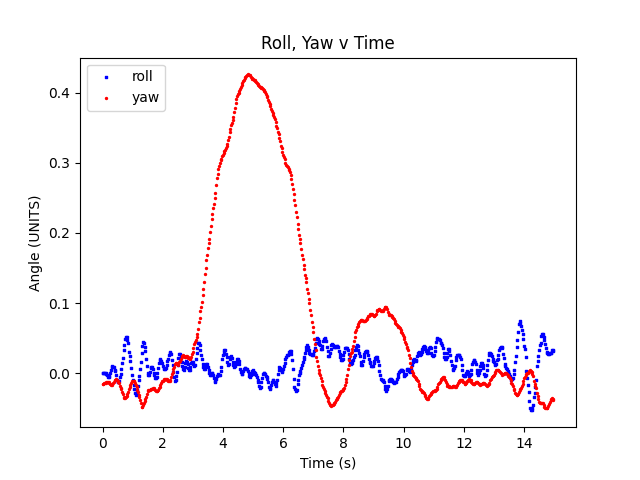 Roll, Yaw v Time
roll
yaw
Angle (UNITS)
0.4
0.3
0.2
0.1
0.0
0 2 4 6 8 10 12 14
Time (s)